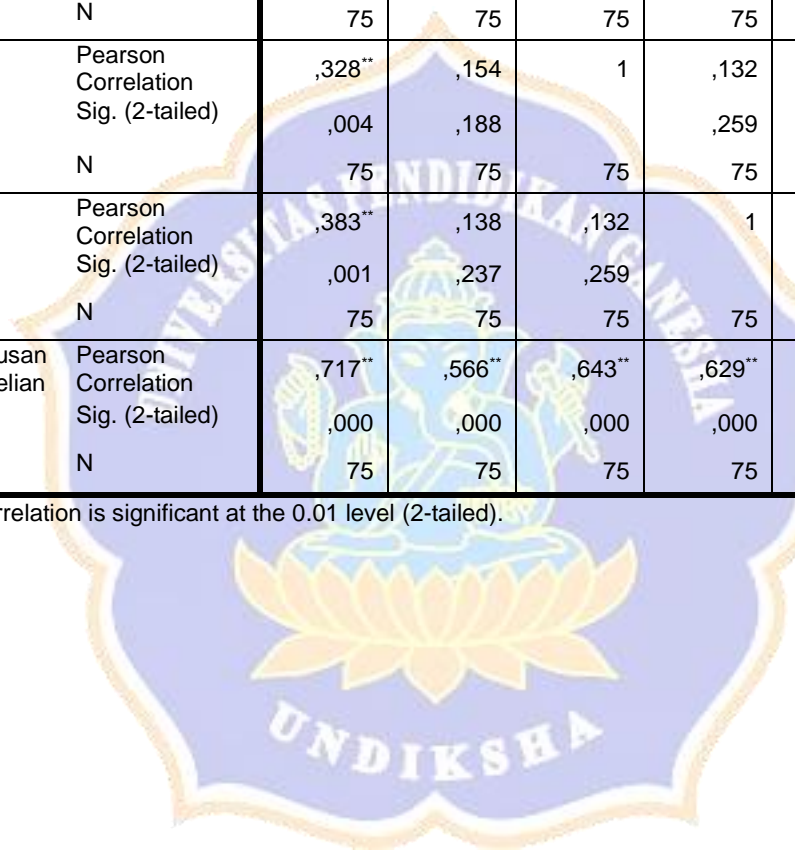 N 75 75 75 75
Pearson Correlation ,328** ,154 1 ,132
Sig. (2-tailed) ,004 ,188 ,259
N 75 75 75 75
Pearson Correlation ,383** ,138 ,132 1
Sig. (2-tailed) ,001 ,237 ,259
N 75 75 75 75
Pearson Correlation ,717** ,566** ,643** ,629**
Sig. (2-tailed) ,000 ,000 ,000 ,000
N 75 75 75 75
is significant at the 0.01 level (2-tailed).
UNIVERSITAS PENDIDIKAN GANESHA
UNDIKSHA